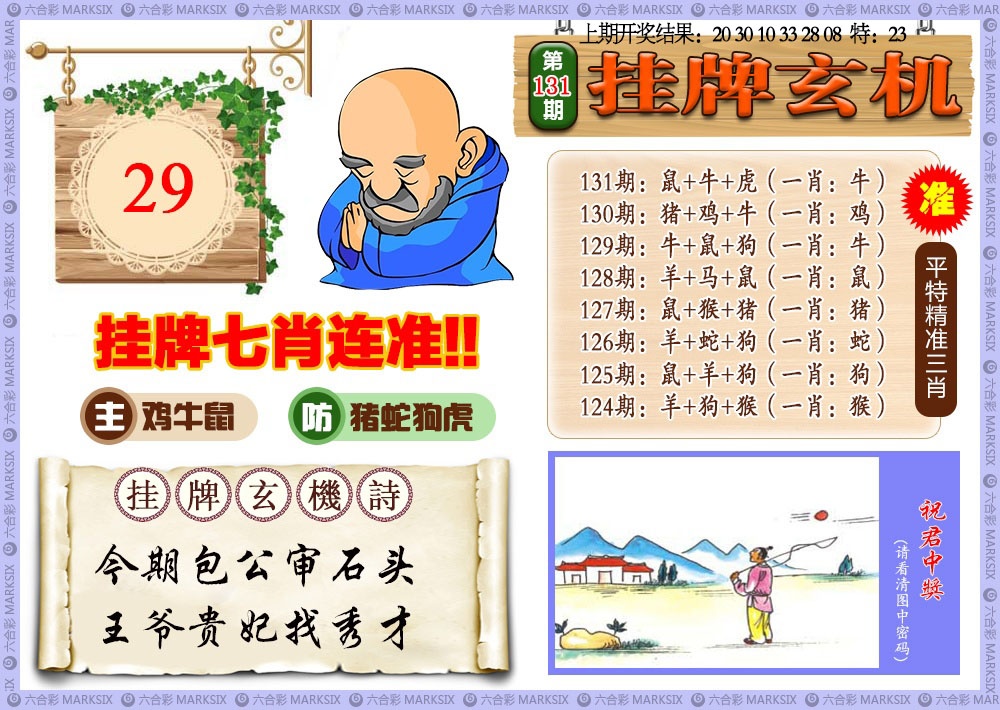 六合彩 MARKSIX
上期开奖结果：20 30 10 33 28 08 特：23
第131期
挂牌玄机
29
131期：鼠+牛+虎（一肖：牛）
130期：猪+鸡+牛（一肖：鸡）
129期：牛+鼠+狗（一肖：牛）
128期：羊+马+鼠（一肖：鼠）
127期：鼠+猴+猪（一肖：猪）
126期：羊+蛇+狗（一肖：蛇）
125期：鼠+羊+狗（一肖：狗）
124期：羊+狗+猴（一肖：猴）
准
平特精准三肖
挂牌七肖连准!!
主 鸡牛鼠
防 猪蛇狗虎
挂牌玄機詩
今期包公审石头
王爷贵妃找秀才
祝君中獎
（请看清图中密码）